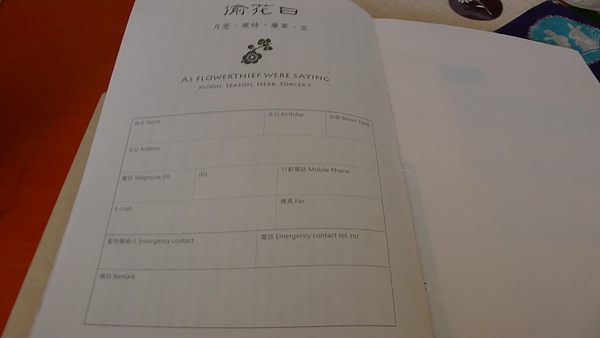 偷花曰
月亮。歲時。藥草。巫
AS FLOWERTHIEF WERE SAYING
MOON, SEASON, HERB, SORCERY
姓名 Name
生日 Birthday
血型 Blood Type
地址 Address
電話 Telephone (H)
(O)
行動電話 Mobile Phone
E-mail
傳真 Fax
緊急聯絡人 Emergency contact
電話 Emergency contact tel. no
備註 Remark